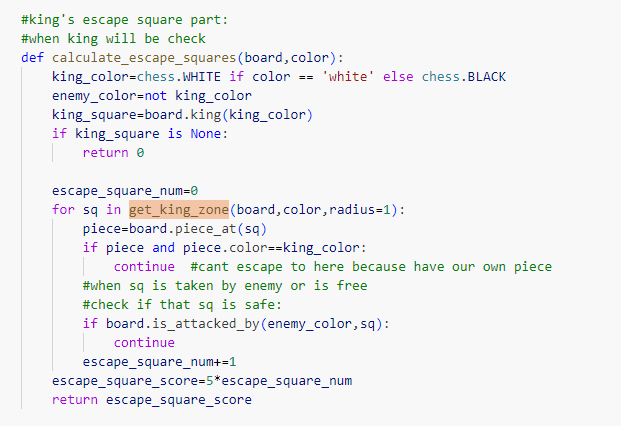 #king's escape square part:
#when king will be check
def calculate_escape_squares(board,color):
    king_color=chess.WHITE if color == 'white' else chess.BLACK
    enemy_color=not king_color
    king_square=board.king(king_color)
    if king_square is None:
        return 0

    escape_square_num=0
    for sq in get_king_zone(board,color,radius=1):
        piece=board.piece_at(sq)
        if piece and piece.color==king_color:
            continue  #cant escape to here because have our own piece
        #when sq is taken by enemy or is free
        #check if that sq is safe:
        if board.is_attacked_by(enemy_color,sq):
            continue
        escape_square_num+=1
    escape_square_score=5*escape_square_num
    return escape_square_score